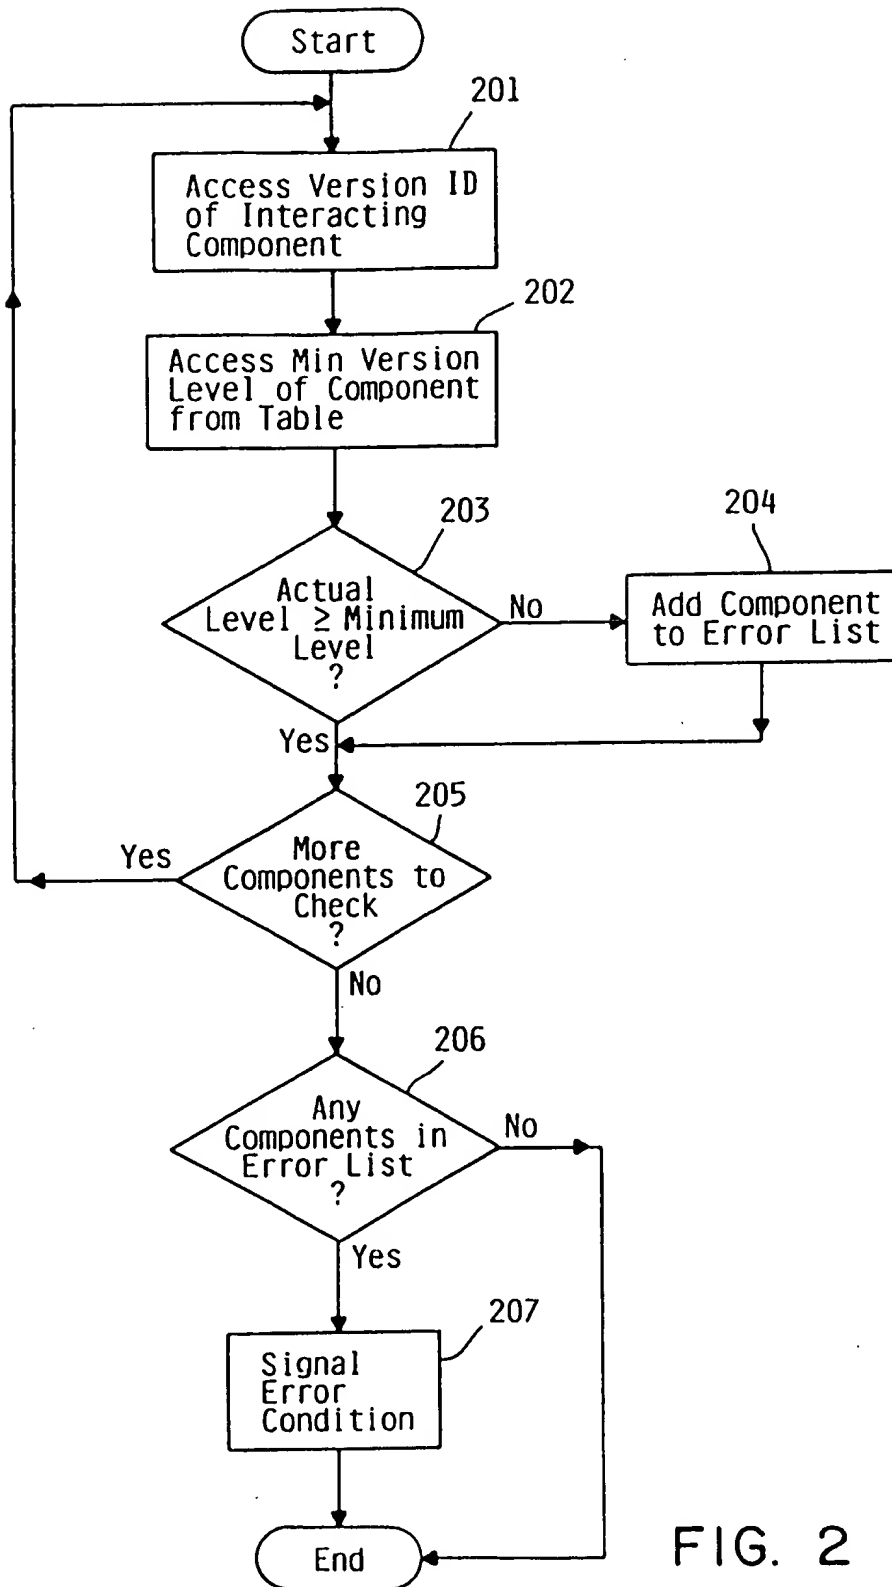 Start
201
Access Version ID
of Interacting
Component
202
Access Min Version
Level of Component
from Table
203
Actual
Level ≥ Minimum
Level
?
No
204
Add Component
to Error List
Yes
205
More
Components to
Check
?
Yes
No
206
Any
Components in
Error List
?
No
Yes
207
Signal
Error
Condition
End
FIG. 2